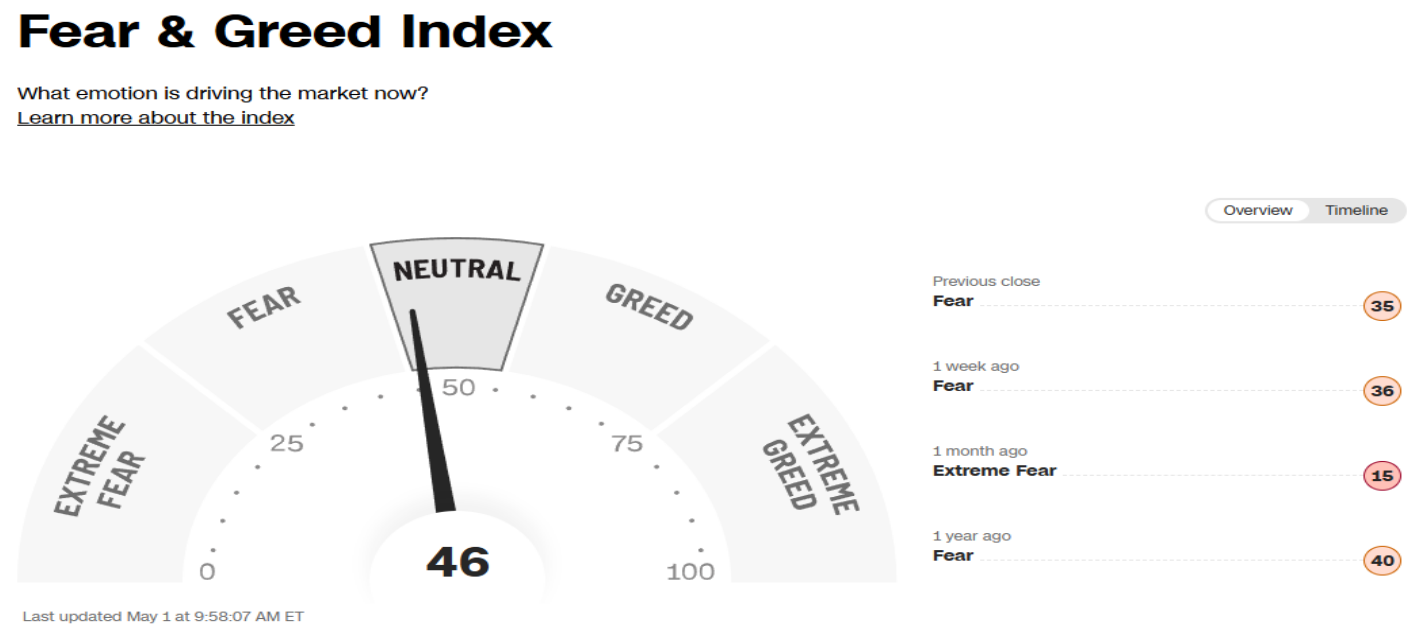 Fear & Greed Index
What emotion is driving the market now?
Learn more about the index
Overview
Timeline
EXTREME
FEAR
FEAR
NEUTRAL
GREED
EXTREME
GREED
0
25
50
75
100
46
Last updated May 1 at 9:58:07 AM ET
Previous close
Fear 35
1 week ago
Fear 36
1 month ago
Extreme Fear 15
1 year ago
Fear 40